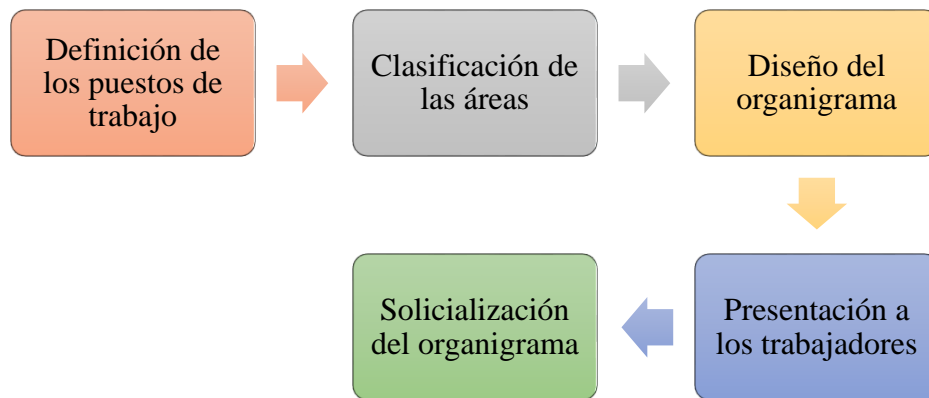 Definición de
los puestos de
trabajo
Clasificación de
las áreas
Diseño del
organigrama
Presentación a
los trabajadores
Solicialización
del organigrama